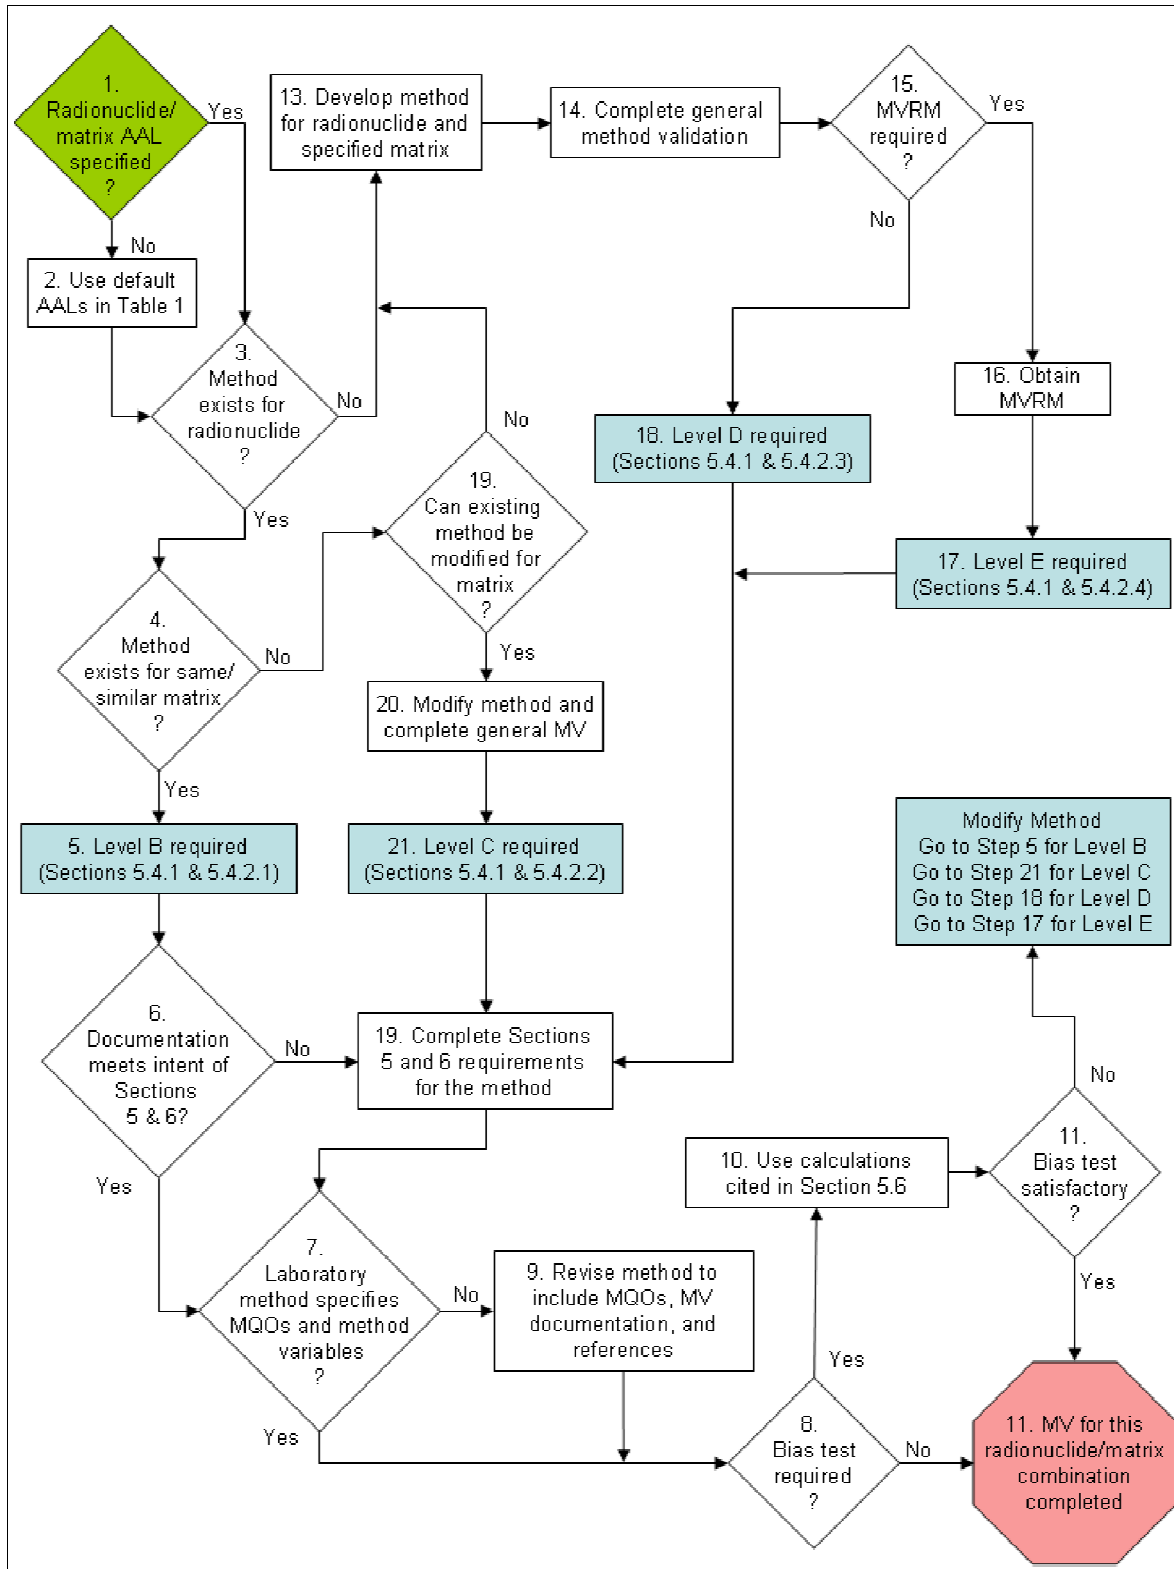 1.
Radionuclide/
matrix AAL
specified
?
Yes
No
2. Use default
AALs in Table 1
3.
Method
exists for
radionuclide
?
No
Yes
4.
Method
exists for same/
similar matrix
?
No
Yes
5. Level B required
(Sections 5.4.1 & 5.4.2.1)
6.
Documentation
meets intent of
Sections
5 & 6?
No
Yes
13. Develop method
for radionuclide and
specified matrix
14. Complete general
method validation
15.
MVRM
required
?
Yes
No
16. Obtain
MVRM
17. Level E required
(Sections 5.4.1 & 5.4.2.4)
18. Level D required
(Sections 5.4.1 & 5.4.2.3)
No
19.
Can existing
method be
modified for
matrix
?
Yes
20. Modify method and
complete general MV
21. Level C required
(Sections 5.4.1 & 5.4.2.2)
19. Complete Sections
5 and 6 requirements
for the method
7.
Laboratory
method specifies
MQOs and method
variables
?
No
Yes
9. Revise method to
include MQOs, MV
documentation, and
references
8.
Bias test
required
?
Yes
No
10. Use calculations
cited in Section 5.6
11.
Bias test
satisfactory
?
No
Yes
Modify Method
Go to Step 5 for Level B
Go to Step 21 for Level C
Go to Step 18 for Level D
Go to Step 17 for Level E
11. MV for this
radionuclide/matrix
combination
completed